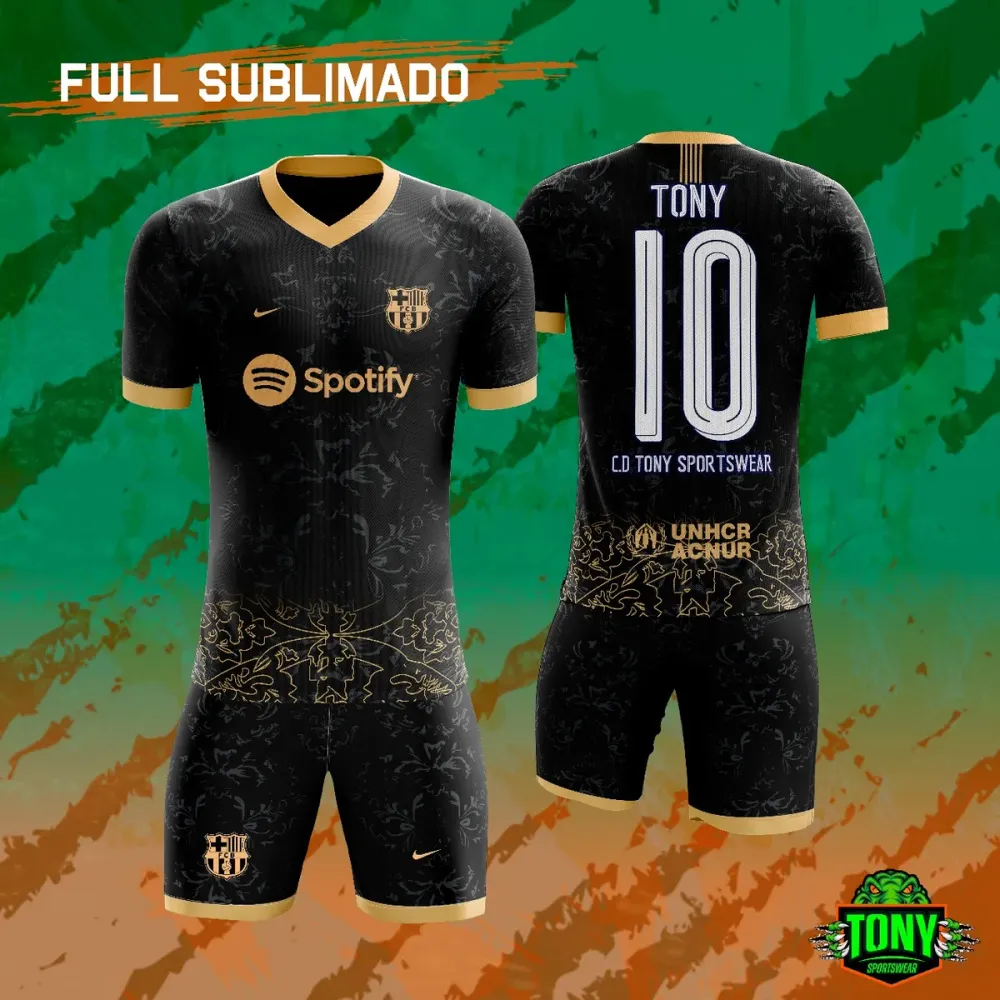 FULL SUBLIMADO
F C B
Spotify
TONY
10
C.D TONY SPORTSWEAR
UNHCR
ACNUR
F C B
TONY
SPORTSWEAR